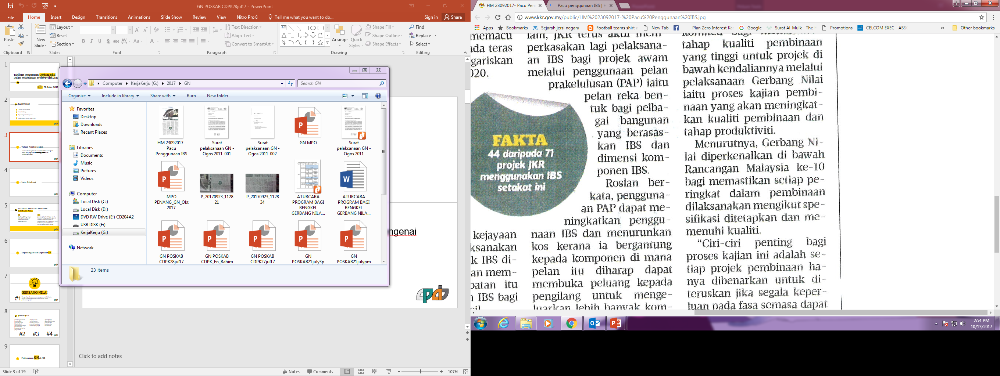 GN POSKAB CDPK28jul17 - PowerPoint
File Home Insert Design Transitions Animations Slide Show Review View Nitro Pro 8 Tell me what you want to do... Sign in Share
Paste
Clipboard
New Slide
Layout
Reset
Section
Slides
Font
Text Direction
Align Text
Convert to SmartArt
Paragraph
Arrange
Quick Styles
Shape Fill
Shape Outline
Shape Effects
Drawing
Find
Replace
Select
Editing
1
Taklimat Pengurusan Gerbang Nilai
Dalam Pelaksanaan Projek-Projek JKR
28 Julai 2017
2
KANDUNGAN
3
Tujuan Pembentangan
4
Latar Belakang
5
LATAR BELAKANG PELAKSANAAN
GERBANG NILAI
6
Kepentingan dan Kegunaan GN
7
GERBANG NILAI
#1
8
#2 #3 #4
9
Pelaksanaan GN di JKR
Computer KerjaKerju (G:) 2017 GN
Search GN
Organize Include in library Share with Burn New folder
Favorites
Desktop
Downloads
Recent Places
Libraries
Documents
Music
Pictures
Videos
Computer
Local Disk (C:)
Local Disk (D:)
DVD RW Drive (E:) CD204A2
USB DISK (F:)
KerjaKerju (G:)
Network
HM 23092017-
Pacu
Penggunaan IBS
Surat
pelaksanaan GN -
Ogos 2011_001
Surat
pelaksanaan GN -
Ogos 2011_002
GN MPO
Surat
pelaksanaan GN -
Ogos 2011
MPO
PENANG_GN_Okt
2017
P_20170923_1128
21
P_20170923_1128
34
ATURCARA
PROGRAM BAGI
BENGKEL
GERBANG NILA...
ATURCARA
PROGRAM BAGI
BENGKEL
GERBANG NILA...
GN POSKAB
CDPK28jul17
GN POSKAB
CDPK_En_Rahim
GN POSKAB
CDPK27jul17
GN
POSKAB21july3p
GN
POSKAB21julypm
23 items
ngenai
cpab
Click to add notes
Slide 3 of 19
Notes
Comments
107%
HM 23092017- Pacu Pen
Pacu penggunaan IBS | H
www.kkr.gov.my/public/HM%2023092017-%20Pacu%20Penggunaan%20IBS.jpg
Apps Bookmarks Sejarah jersi negara - Football teams shirt a New Tab Plan Zero Interest Ka Google Surat Al-Mulk - The H Promotions CELCOM EXEC - ABSC » Other bookmarks
memacu
ada teras
gariskan
020.
kejayaan
ksanakan
k IBS di-
an mem-
patan itu
n IBS bagi
lain, JKR terus aktif mem-
perkasakan lagi pelaksana-
an IBS bagi projek awam
melalui penggunaan pelan
prakelulusan (PAP) iaitu
pelan reka ben-
tuk bagi pelba-
gai bangunan
yang berasas-
kan IBS dan
dimensi kom-
ponen IBS.
Roslan ber-
kata, pengguna-
an PAP dapat me-
ningkatkan penggu-
naan IBS dan menurunkan
kos kerana ia bergantung
kepada komponen di mana
pelan itu diharap dapat
membuka peluang kepada
pengilang untuk menge-
luarkan lebih banyak kom-
FAKTA
44 daripada 71
projek JKR
menggunakan IBS
setakat ini
tahap kualiti pembinaan
yang tinggi untuk projek di
bawah kendaliannya melalui
pelaksanaan Gerbang Nilai
iaitu proses kajian pembi-
naan yang akan meningkat-
kan kualiti pembinaan dan
tahap produktiviti.
Menurutnya, Gerbang Ni-
lai diperkenalkan di bawah
Rancangan Malaysia ke-10
bagi memastikan setiap pe-
ringkat dalam pembinaan
dilaksanakan mengikut spe-
sifikasi ditetapkan dan me-
menuhi kualiti.
“Ciri-ciri penting bagi
proses kajian ini adalah se-
tiap projek pembinaan ha-
nya dibenarkan untuk di-
teruskan jika segala keper-
luan pada fasa semasa dapat
2:54 PM
10/13/2017